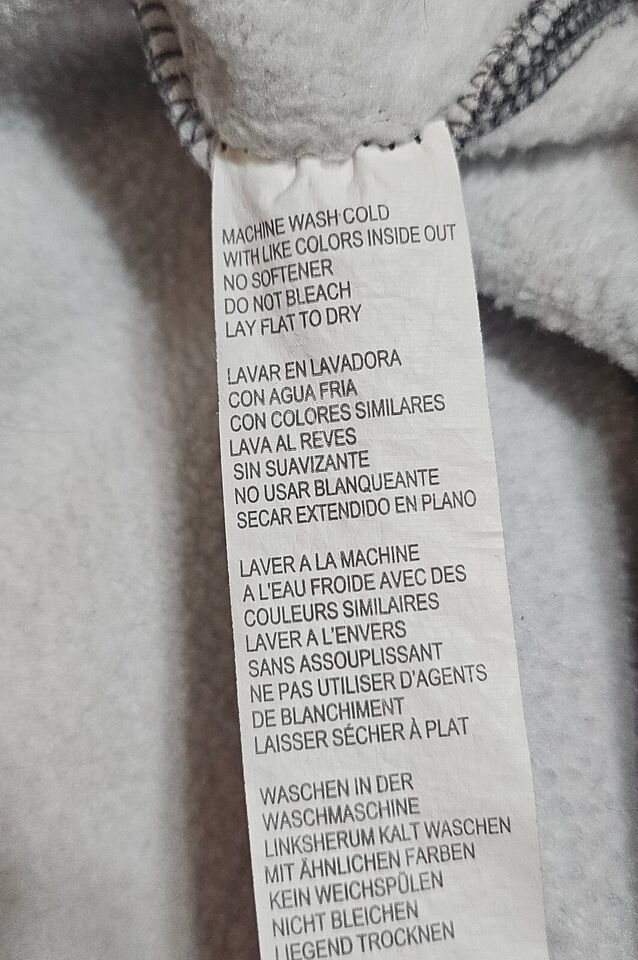 MACHINE WASH COLD
WITH LIKE COLORS INSIDE OUT
NO SOFTENER
DO NOT BLEACH
LAY FLAT TO DRY
LAVAR EN LAVADORA
CON AGUA FRIA
CON COLORES SIMILARES
LAVA AL REVES
SIN SUAVIZANTE
NO USAR BLANQUEANTE
SECAR EXTENDIDO EN PLANO
LAVER A LA MACHINE
A L'EAU FROIDE AVEC DES
COULEURS SIMILAIRES
LAVER A L'ENVERS
SANS ASSOUPLISSANT
NE PAS UTILISER D'AGENTS
DE BLANCHIMENT
LAISSER SÉCHER À PLAT
WASCHEN IN DER
WASCHMASCHINE
LINKSHERUM KALT WASCHEN
MIT ÄHNLICHEN FARBEN
KEIN WEICHSPÜLEN
NICHT BLEICHEN
LIEGEND TROCKNEN